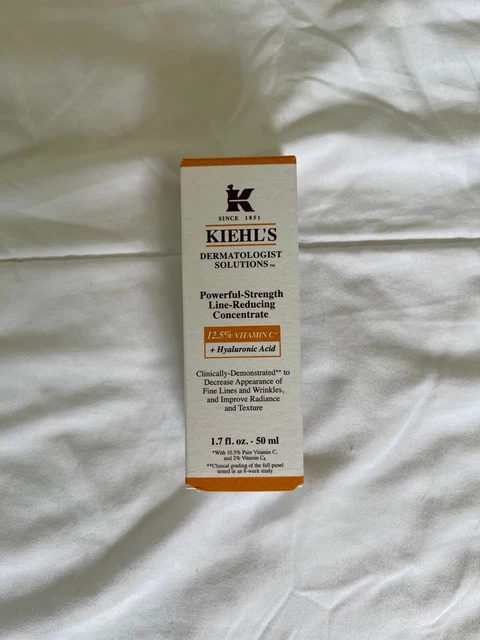 K
SINCE 1851
KIEHL'S
DERMATOLOGIST
SOLUTIONS™
Powerful-Strength
Line-Reducing
Concentrate
12.5% VITAMIN C*
+ Hyaluronic Acid
Clinically-Demonstrated** to
Decrease Appearance of
Fine Lines and Wrinkles,
and Improve Radiance
and Texture
1.7 fl. oz. - 50 ml
*With 10.5% Pure Vitamin C,
and 2% Vitamin Cg
**Clinical grading of the full panel
tested in an 8-week study